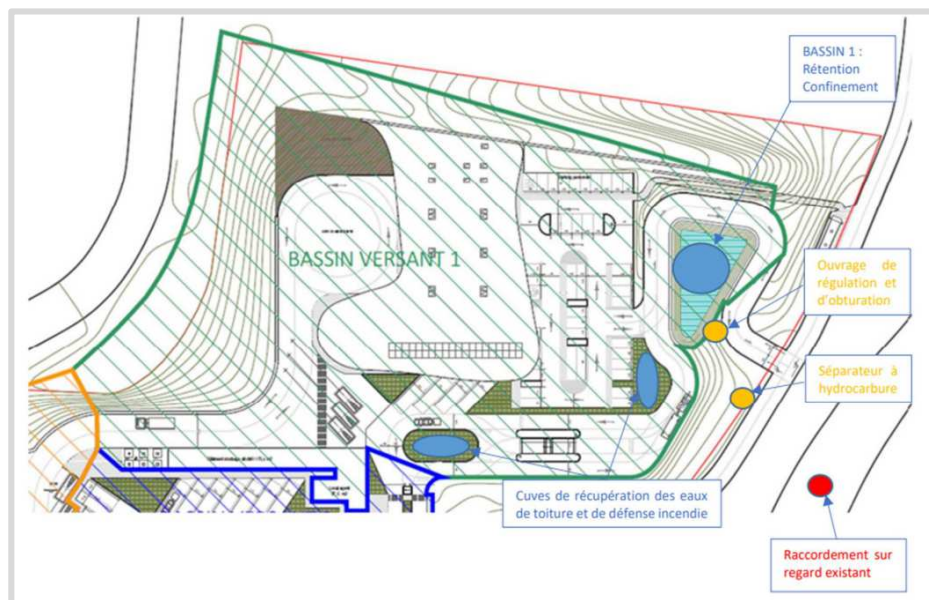 BASSIN 1 :
Rétention
Confinement
BASSIN VERSANT 1
Ouvrage de
régulation et
d'obturation
Séparateur à
hydrocarbure
Cuves de récupération des eaux
de toiture et de défense incendie
Raccordement sur
regard existant